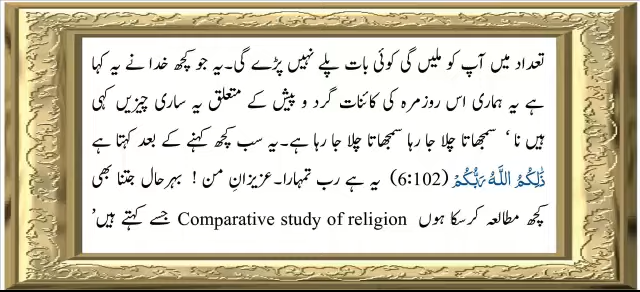 تعداد میں آپ کو ملیں گی کوئی بات پلے نہیں پڑے گی۔یہ جو کچھ خدا نے یہ کہا
ہے یہ ہماری اس روزمرہ کی کائنات گرد و پیش کے متعلق یہ ساری چیزیں کہی
ہیں نا‘ سمجھاتا چلا جا رہا سمجھاتا چلا جا رہا ہے۔یہ سب کچھ کہنے کے بعد کہتا ہے
ذٰلِکُمُ اللّٰہُ رَبُّکُمْ (6:102) یہ ہے رب تمہارا۔عزیزانِ من! بہرحال جتنا بھی
کچھ مطالعہ کرسکا ہوں Comparative study of religion جسے کہتے ہیں’